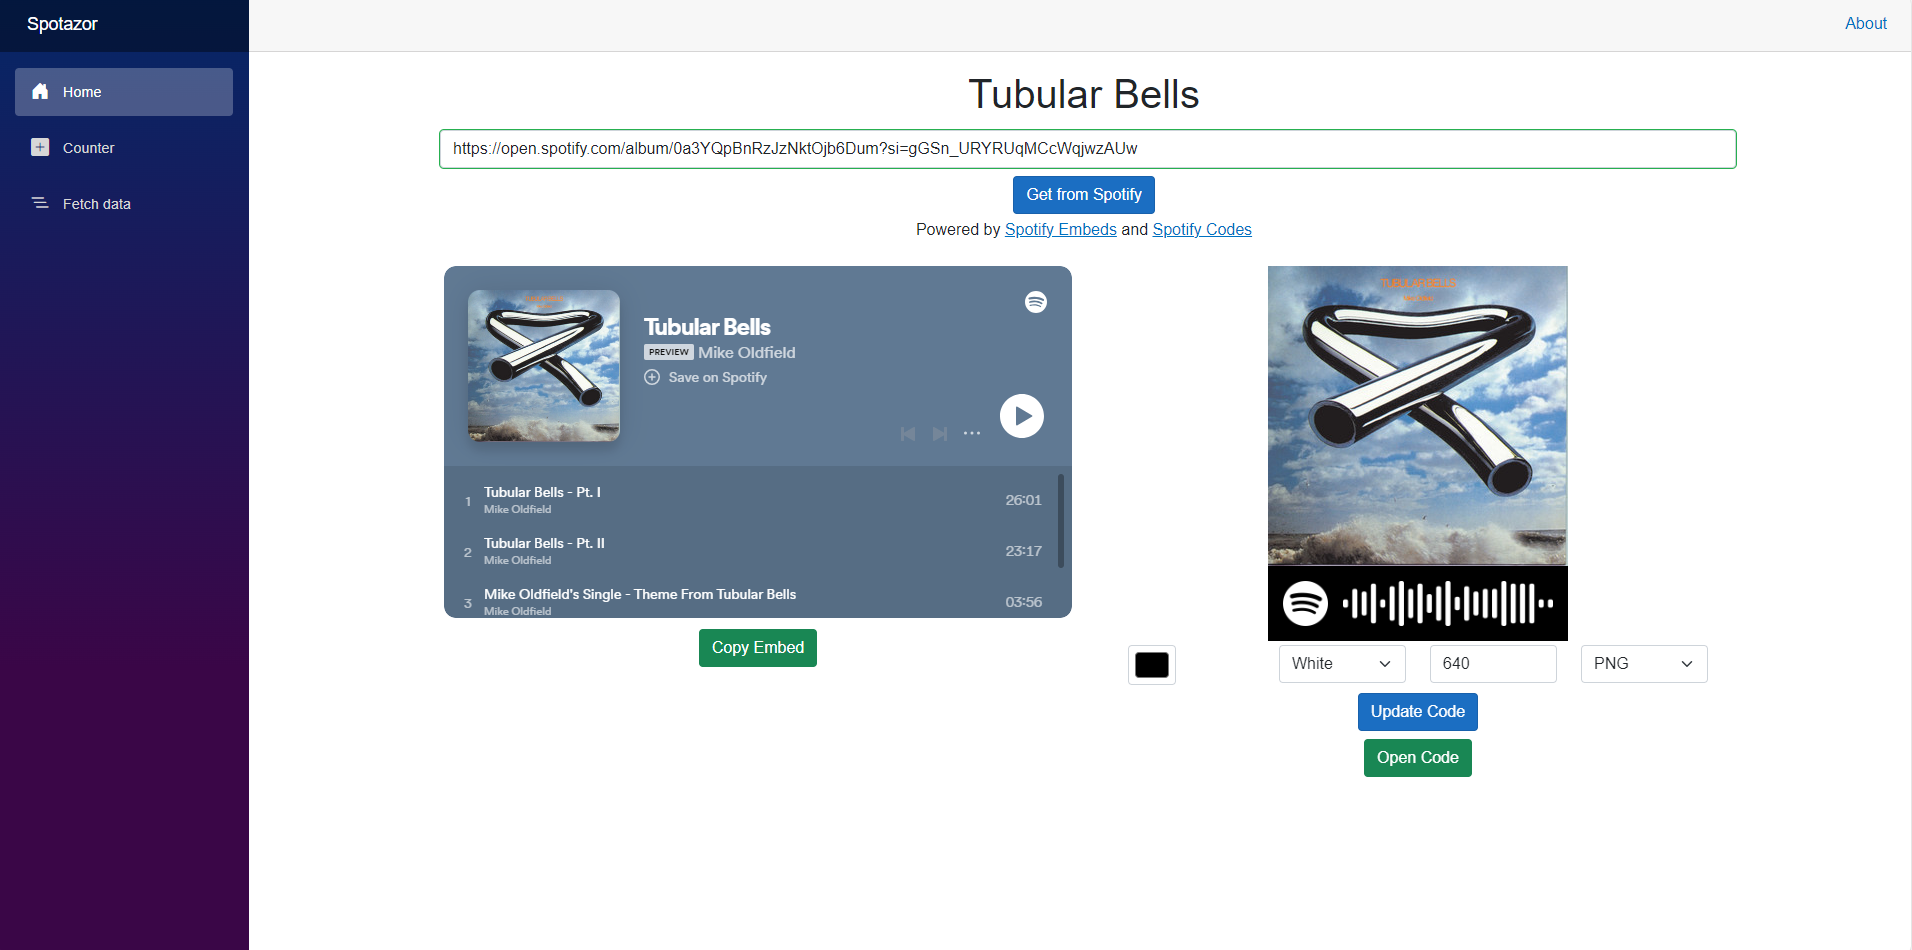 Spotazor
About
Home
Counter
Fetch data
Tubular Bells
https://open.spotify.com/album/0a3YQpBnRzJzNktOjb6Dum?si=gGSn_URYRUqMCcWqjwzAUw
Get from Spotify
Powered by Spotify Embeds and Spotify Codes
TUBULAR BELLS
Tubular Bells
PREVIEW Mike Oldfield
Save on Spotify
1 Tubular Bells - Pt. I 26:01
Mike Oldfield
2 Tubular Bells - Pt. II 23:17
Mike Oldfield
3 Mike Oldfield's Single - Theme From Tubular Bells 03:56
Mike Oldfield
Copy Embed
TUBULAR BELLS
White
640
PNG
Update Code
Open Code